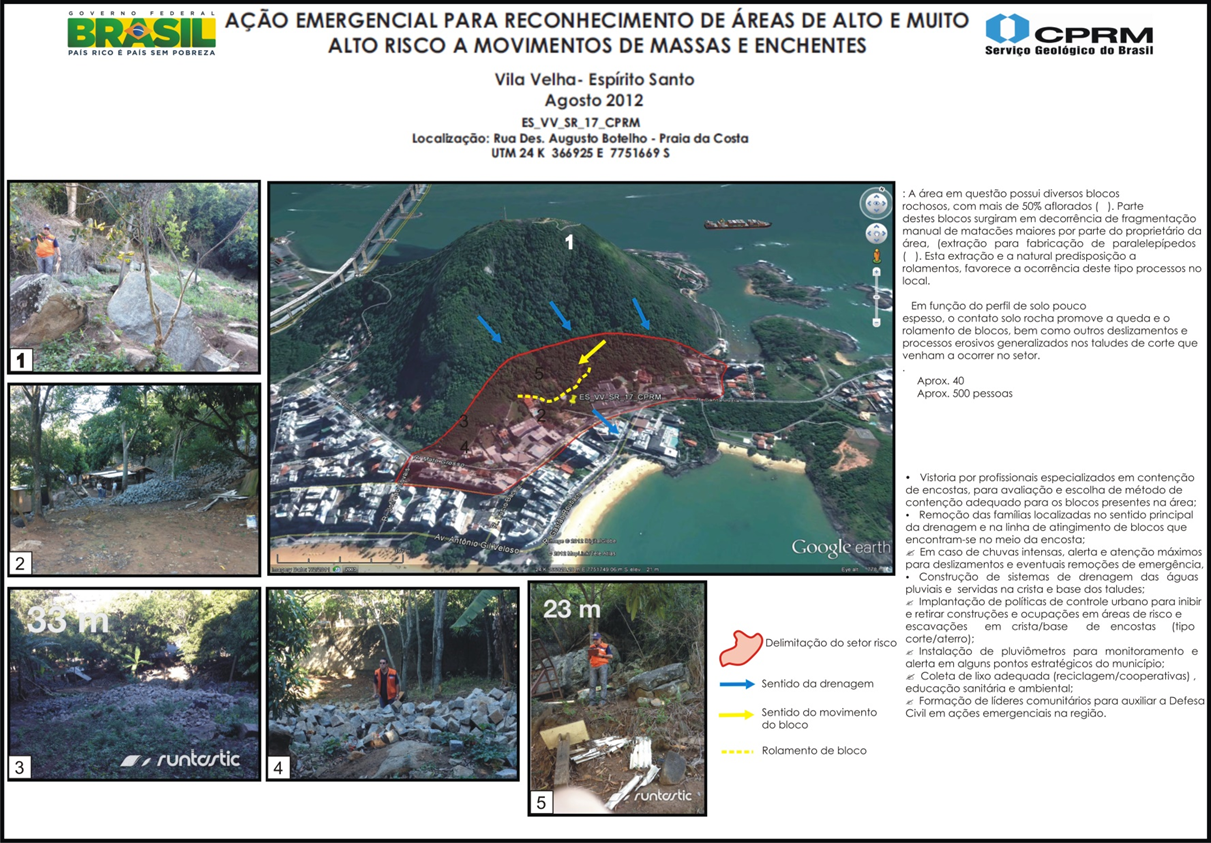 GOVERNO FEDERAL
BRASIL
PAÍS RICO É PAÍS SEM POBREZA
AÇÃO EMERGENCIAL PARA RECONHECIMENTO DE ÁREAS DE ALTO E MUITO
ALTO RISCO A MOVIMENTOS DE MASSAS E ENCHENTES
CPRM
Serviço Geológico do Brasil
Vila Velha- Espírito Santo
Agosto 2012
ES_VV_SR_17_CPRM
Localização: Rua Des. Augusto Botelho - Praia da Costa
UTM 24 K 366925 E 7751669 S
1
2
33 m
runtastic
3
4
23 m
runtastic
5
1
5
ES_VV_SR_17_CPRM
2
3
4
Av. Antônio Gil Veloso
Google earth
: A área em questão possui diversos blocos
rochosos, com mais de 50% aflorados ( ). Parte
destes blocos surgiram em decorrência de fragmentação
manual de matacões maiores por parte do proprietário da
área, (extração para fabricação de paralelepípedos
( ). Esta extração e a natural predisposição a
rolamentos, favorece a ocorrência deste tipo processos no
local.
Em função do perfil de solo pouco
espesso, o contato solo rocha promove a queda e o
rolamento de blocos, bem como outros deslizamentos e
processos erosivos generalizados nos taludes de corte que
venham a ocorrer no setor.
.
Aprox. 40
Aprox. 500 pessoas
• Vistoria por profissionais especializados em contenção
de encostas, para avaliação e escolha de método de
contenção adequado para os blocos presentes na área;
• Remoção das famílias localizadas no sentido principal
da drenagem e na linha de atingimento de blocos que
encontram-se no meio da encosta;
Em caso de chuvas intensas, alerta e atenção máximos
para deslizamentos e eventuais remoções de emergência,
• Construção de sistemas de drenagem das águas
pluviais e servidas na crista e base dos taludes;
Implantação de políticas de controle urbano para inibir
e retirar construções e ocupações em áreas de risco e
escavações em crista/base de encostas (tipo
corte/aterro);
Instalação de pluviômetros para monitoramento e
alerta em alguns pontos estratégicos do município;
Coleta de lixo adequada (reciclagem/cooperativas) ,
educação sanitária e ambiental;
Formação de líderes comunitários para auxiliar a Defesa
Civil em ações emergenciais na região.
Delimitação do setor risco
Sentido da drenagem
Sentido do movimento
do bloco
Rolamento de bloco